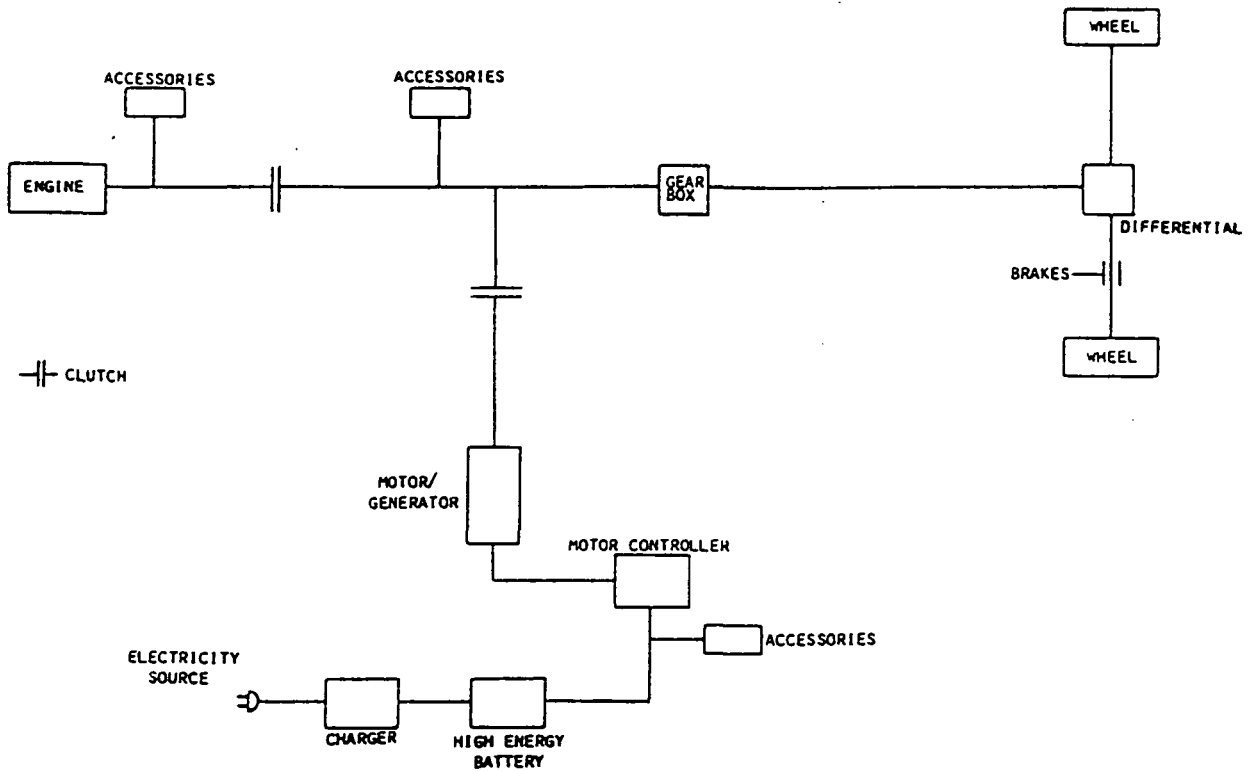 WHEEL
ACCESSORIES
ACCESSORIES
ENGINE
GEAR
BOX
DIFFERENTIAL
BRAKES
WHEEL
CLUTCH
MOTOR/
GENERATOR
MOTOR CONTROLLER
ACCESSORIES
ELECTRICITY
SOURCE
CHARGER
HIGH ENERGY
BATTERY